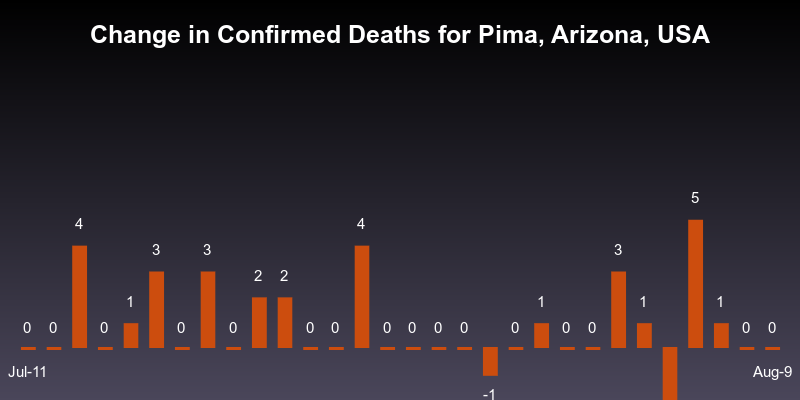 Change in Confirmed Deaths for Pima, Arizona, USA
0 0 4 0 1 3 0 3 0 2 2 0 0 4 0 0 0 0 -1 0 1 0 0 3 1 5 1 0 0
Jul-11 Aug-9